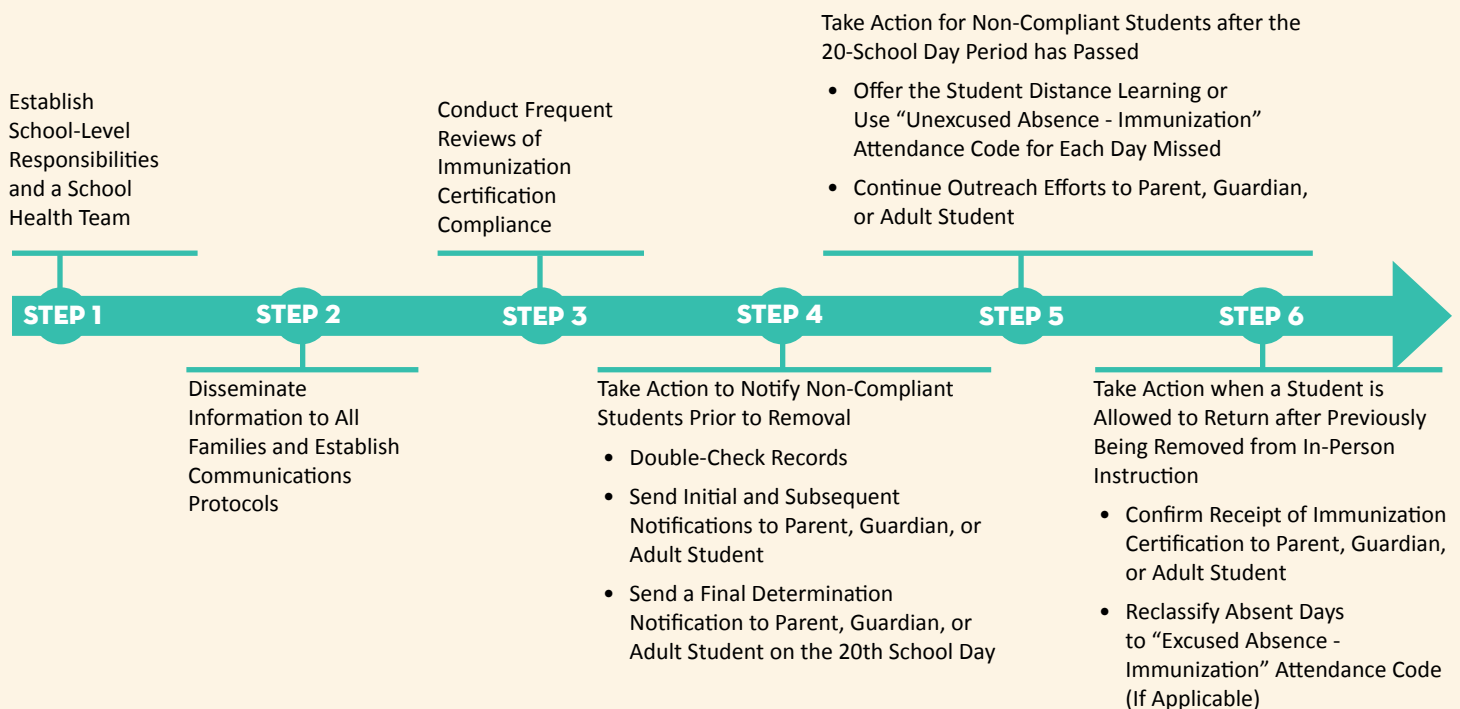 Establish
School-Level
Responsibilities
and a School
Health Team
STEP 1
STEP 2
Disseminate
Information to All
Families and Establish
Communications
Protocols
Conduct Frequent
Reviews of
Immunization
Certification
Compliance
STEP 3
STEP 4
Take Action to Notify Non-Compliant
Students Prior to Removal
• Double-Check Records
• Send Initial and Subsequent
Notifications to Parent, Guardian, or
Adult Student
• Send a Final Determination
Notification to Parent, Guardian, or
Adult Student on the 20th School Day
Take Action for Non-Compliant Students after the
20-School Day Period has Passed
• Offer the Student Distance Learning or
Use “Unexcused Absence - Immunization”
Attendance Code for Each Day Missed
• Continue Outreach Efforts to Parent, Guardian,
or Adult Student
STEP 5
STEP 6
Take Action when a Student is
Allowed to Return after Previously
Being Removed from In-Person
Instruction
• Confirm Receipt of Immunization
Certification to Parent, Guardian,
or Adult Student
• Reclassify Absent Days
to “Excused Absence -
Immunization” Attendance Code
(If Applicable)